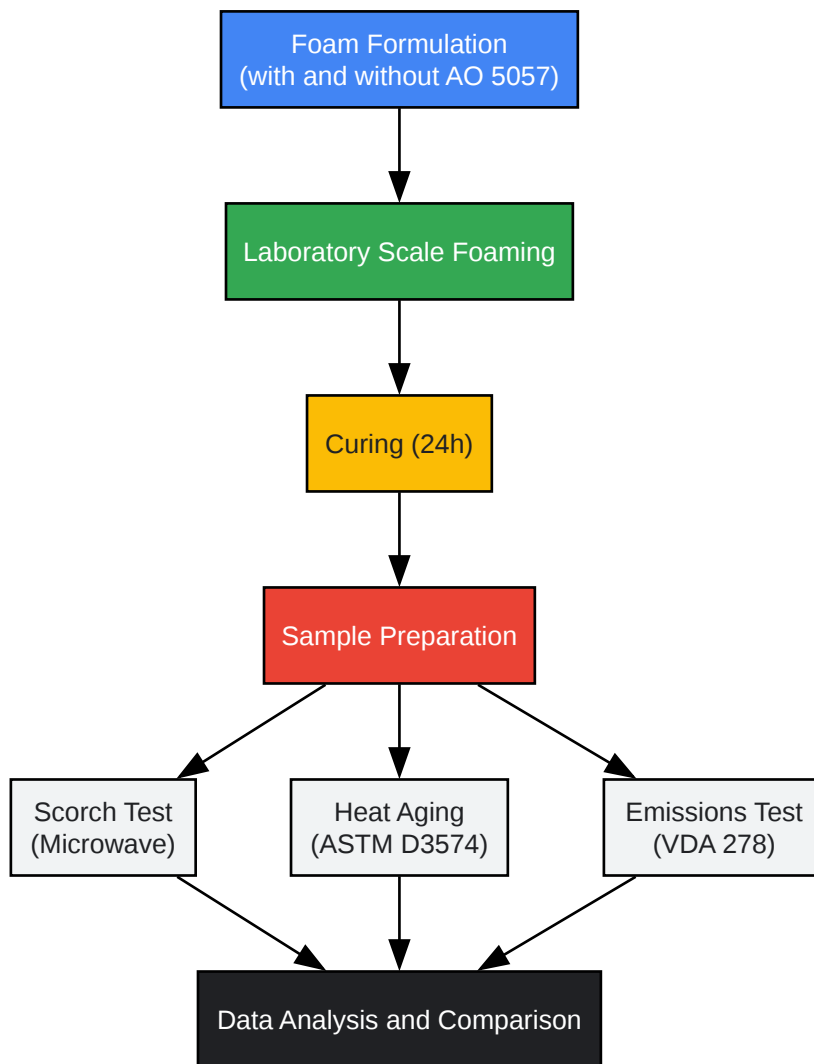 Foam Formulation
(with and without AO 5057)
Laboratory Scale Foaming
Curing (24h)
Sample Preparation
Scorch Test
(Microwave)
Heat Aging
(ASTM D3574)
Emissions Test
(VDA 278)
Data Analysis and Comparison